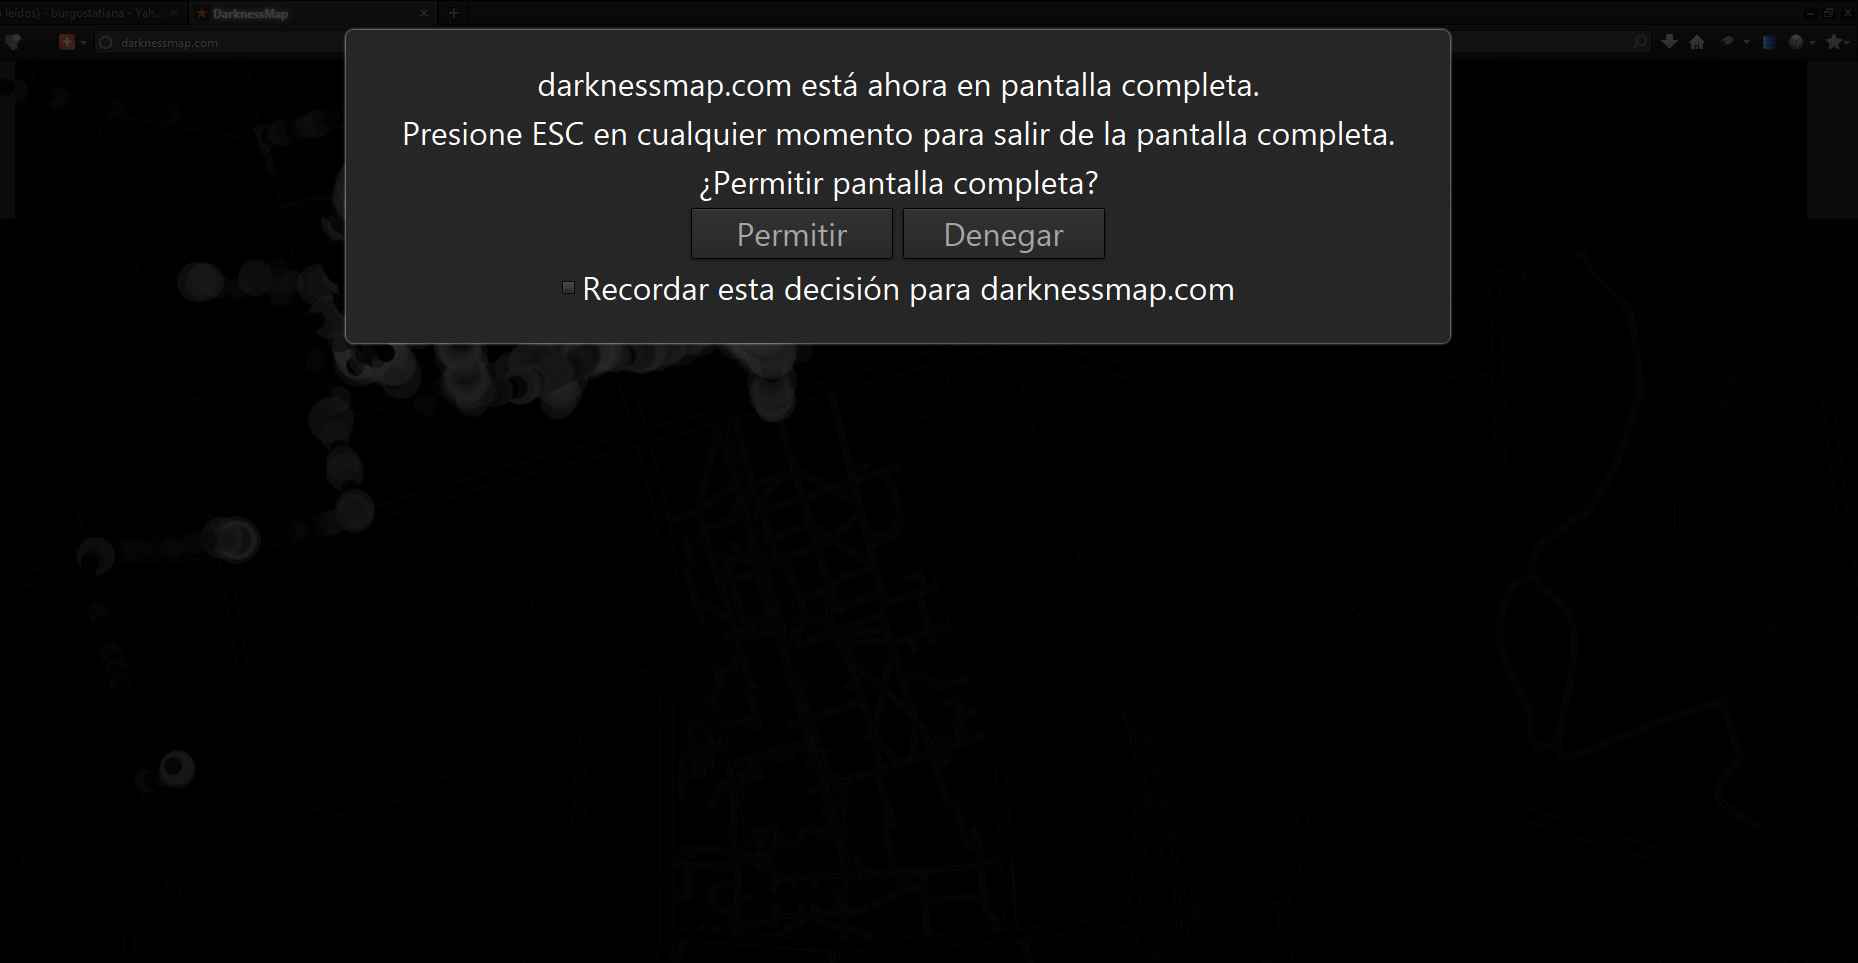 leídos) - burgostatiana - Yah...
DarknessMap
darknessmap.com
darknessmap.com está ahora en pantalla completa.
Presione ESC en cualquier momento para salir de la pantalla completa.
¿Permitir pantalla completa?
Permitir Denegar
Recordar esta decisión para darknessmap.com